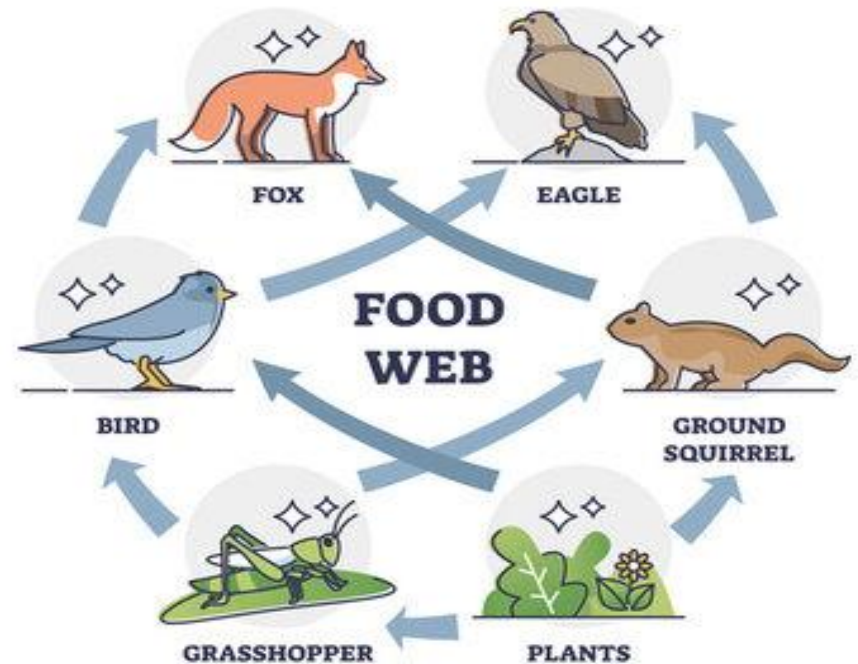 FOX
EAGLE
FOOD
WEB
BIRD
GROUND
SQUIRREL
GRASSHOPPER
PLANTS